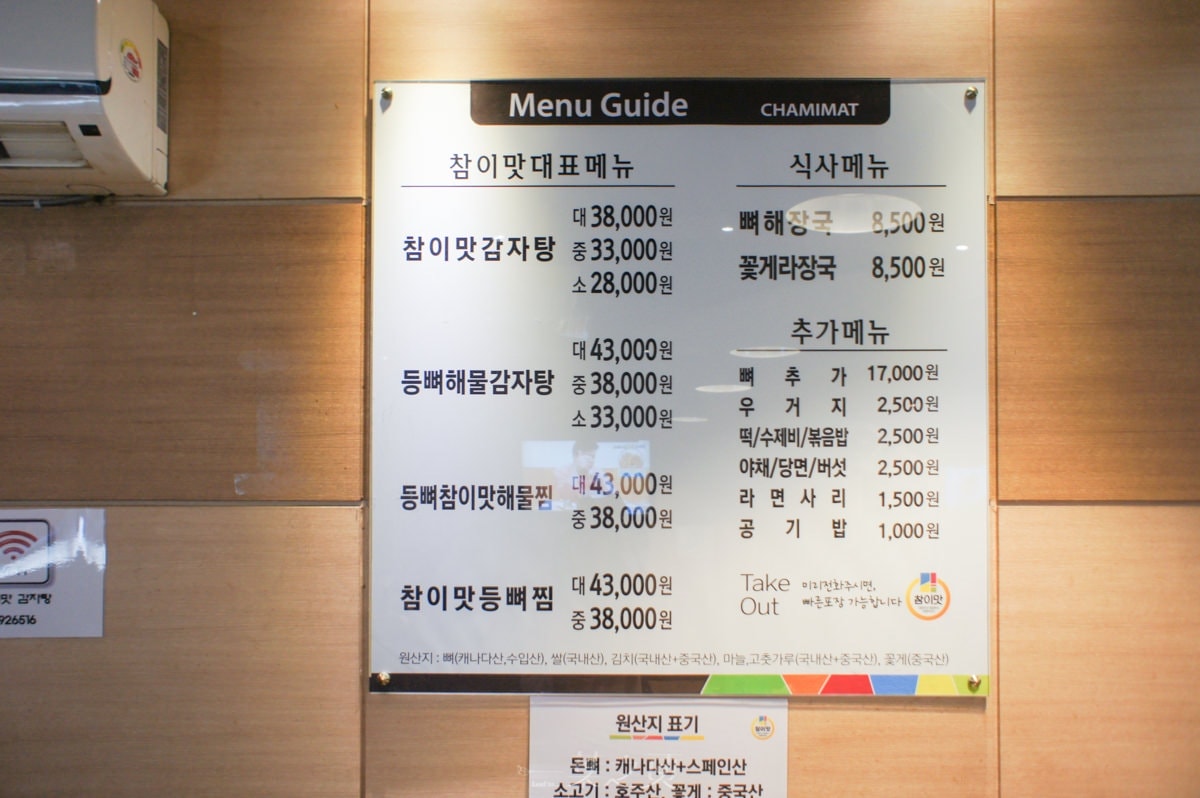 Menu Guide CHAMIMAT
참이맛대표메뉴
참이맛감자탕
대 38,000원
중 33,000원
소 28,000원
등뼈해물감자탕
대 43,000원
중 38,000원
소 33,000원
등뼈참이맛해물찜
대 43,000원
중 38,000원
참이맛등뼈찜
대 43,000원
중 38,000원
식사메뉴
뼈해장국 8,500원
꽃게라장국 8,500원
추가메뉴
뼈 추 가 17,000원
우 거 지 2,500원
떡/수제비/볶음밥 2,500원
야채/당면/버섯 2,500원
라 면 사 리 1,500원
공 기 밥 1,000원
Take Out
미리전화주시면,
빠른포장 가능합니다
참이맛
원산지 : 뼈(캐나다산,수입산), 쌀(국내산), 김치(국내산+중국산), 마늘,고춧가루(국내산+중국산), 꽃게(중국산)
원산지 표기
참이맛
돈뼈 : 캐나다산+스페인산
소고기 : 호주산, 꽃게 : 중국산
맛 감자탕
926516